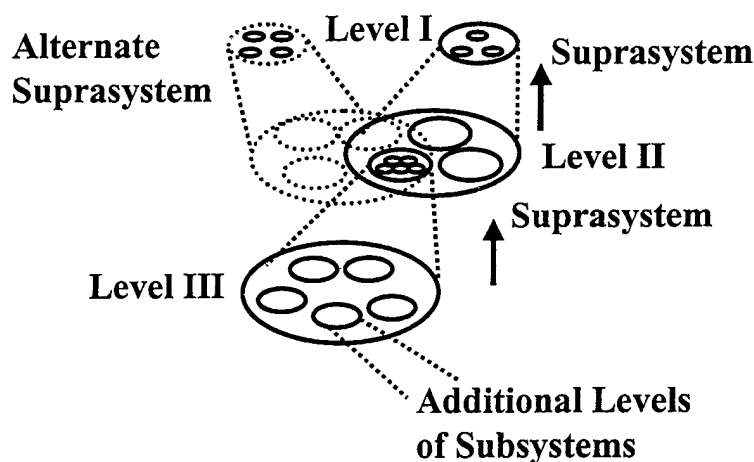 Alternate
Suprasystem
Level I
Suprasystem
Level II
Suprasystem
Level III
Additional Levels
of Subsystems